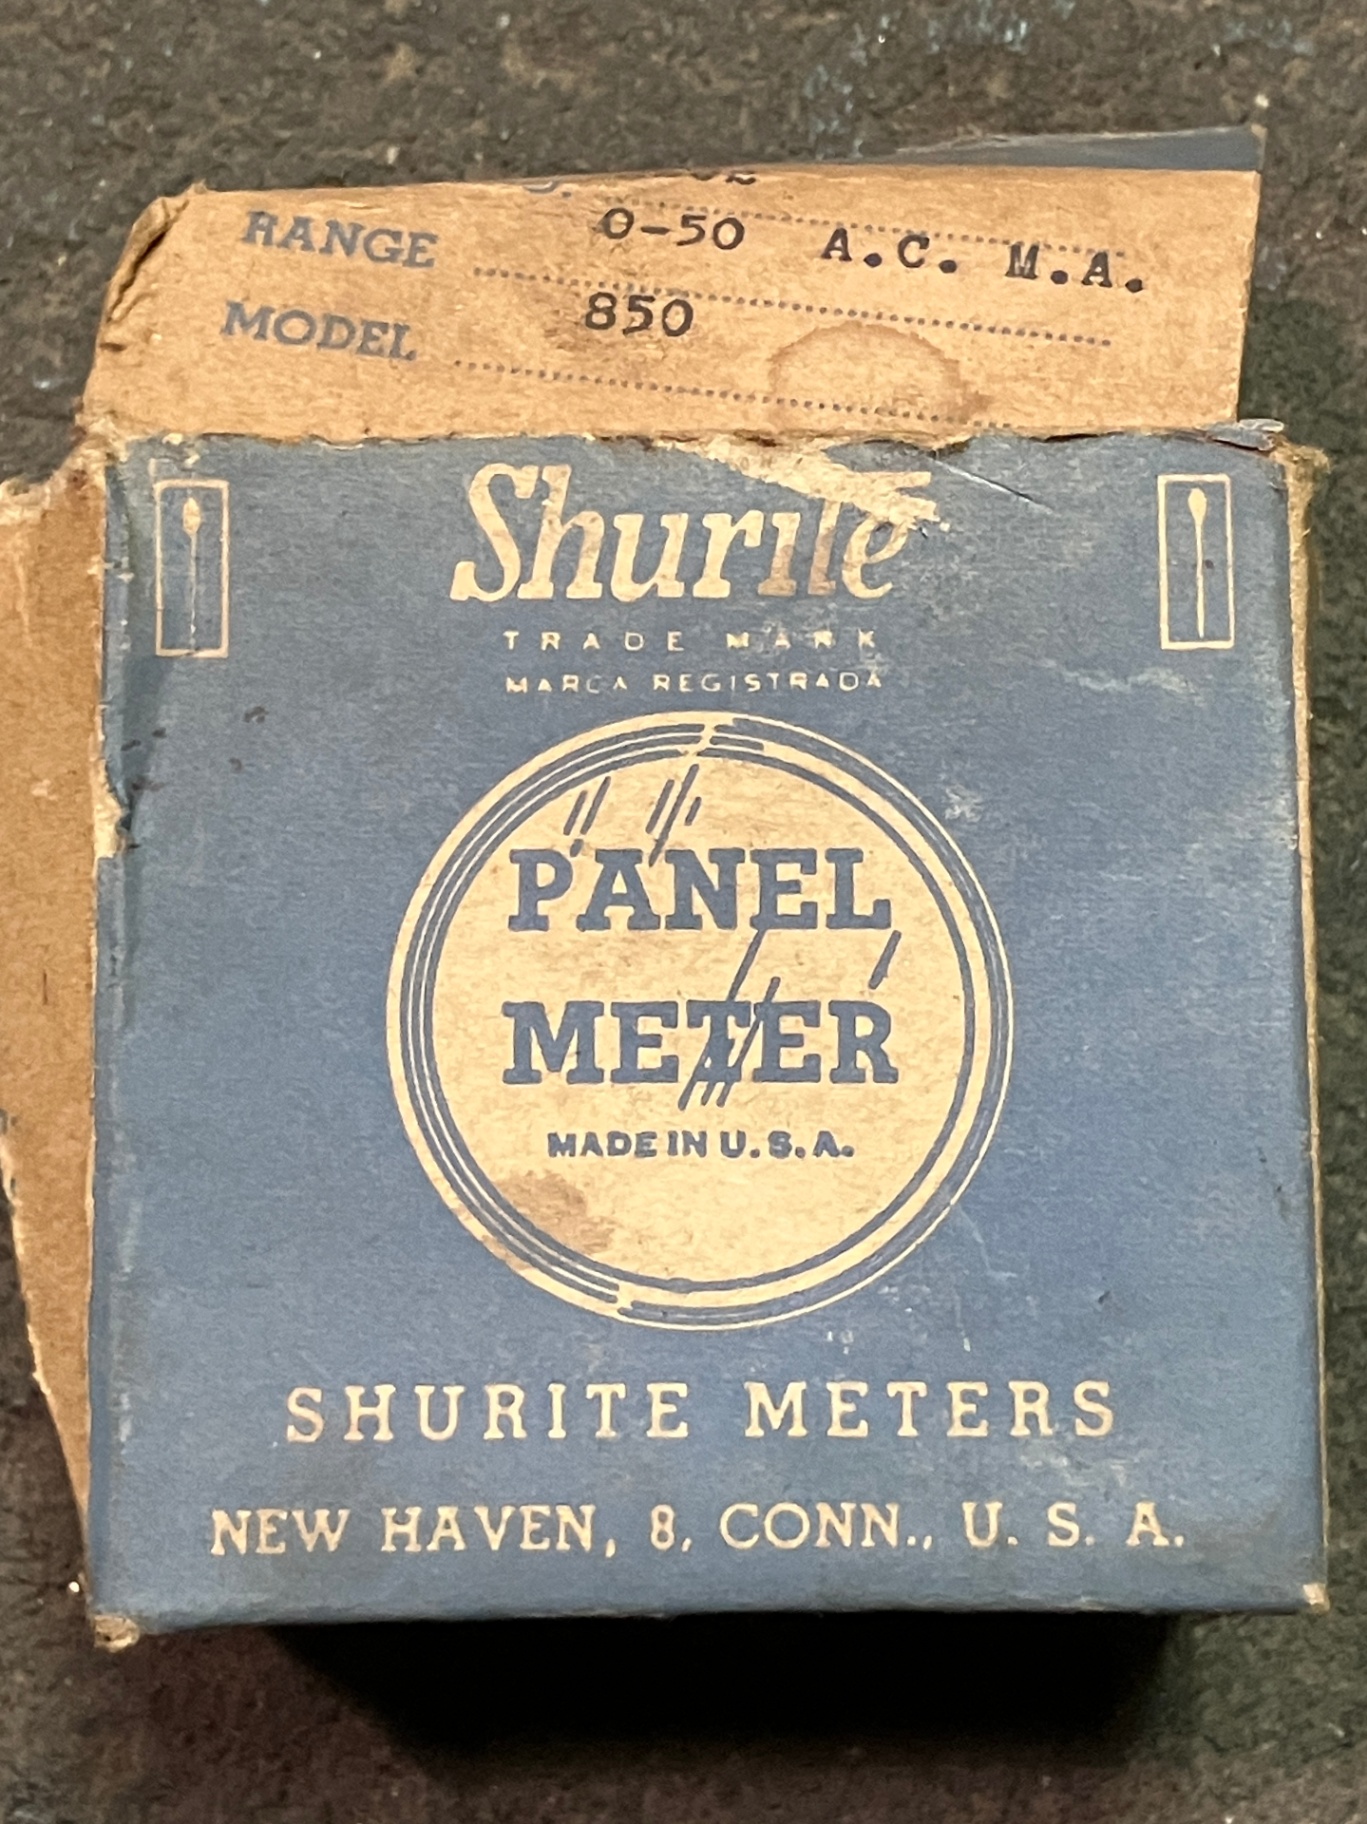 RANGE 0-50 A.C. M.A.
MODEL 850
Shurite
TRADE MARK
MARCA REGISTRADA
PANEL
METER
MADE IN U.S.A.
SHURITE METERS
NEW HAVEN, 8, CONN., U. S. A.